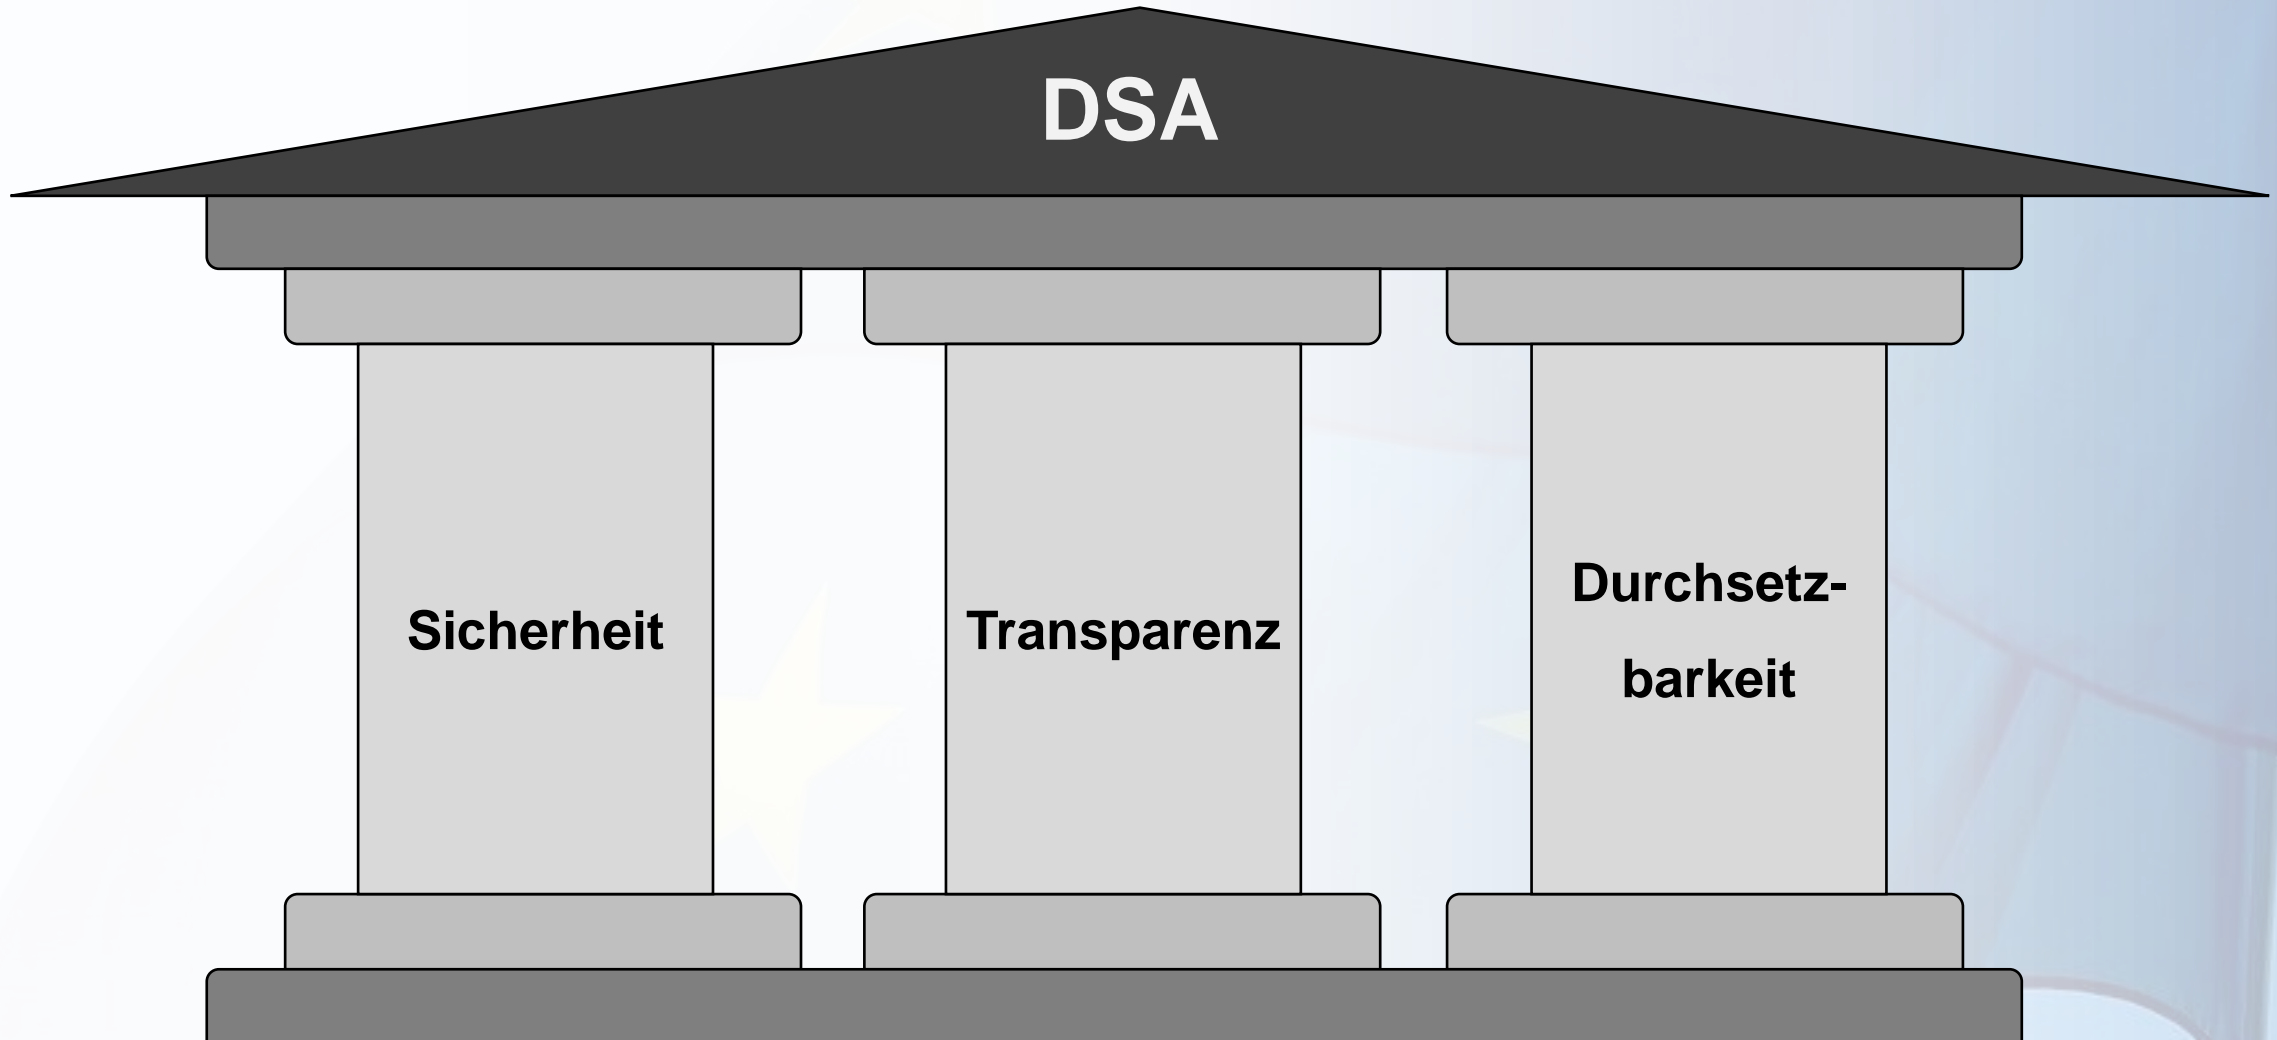 DSA
Sicherheit
Transparenz
Durchsetz-
barkeit